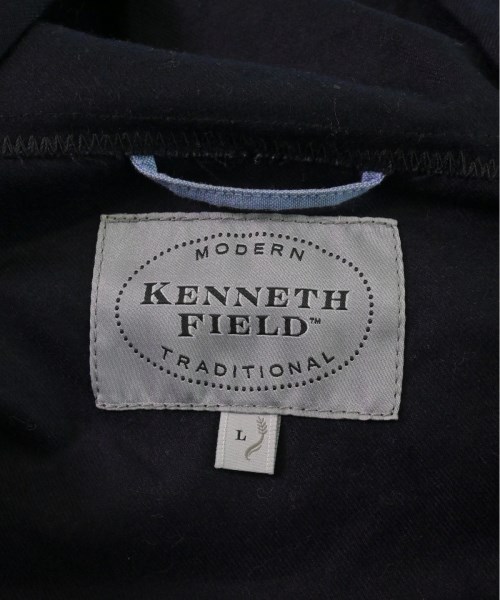 MODERN
KENNETH
FIELD™
TRADITIONAL
L